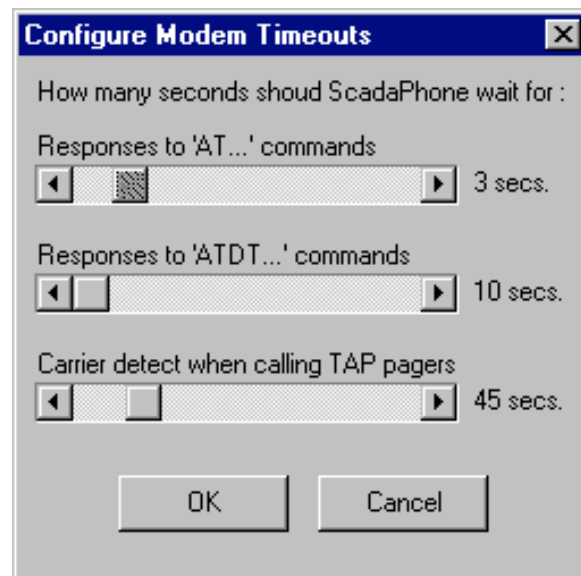 Configure Modem Timeouts
How many seconds shoud ScadaPhone wait for :
Responses to 'AT...' commands
3 secs.
Responses to 'ATDT...' commands
10 secs.
Carrier detect when calling TAP pagers
45 secs.
OK Cancel